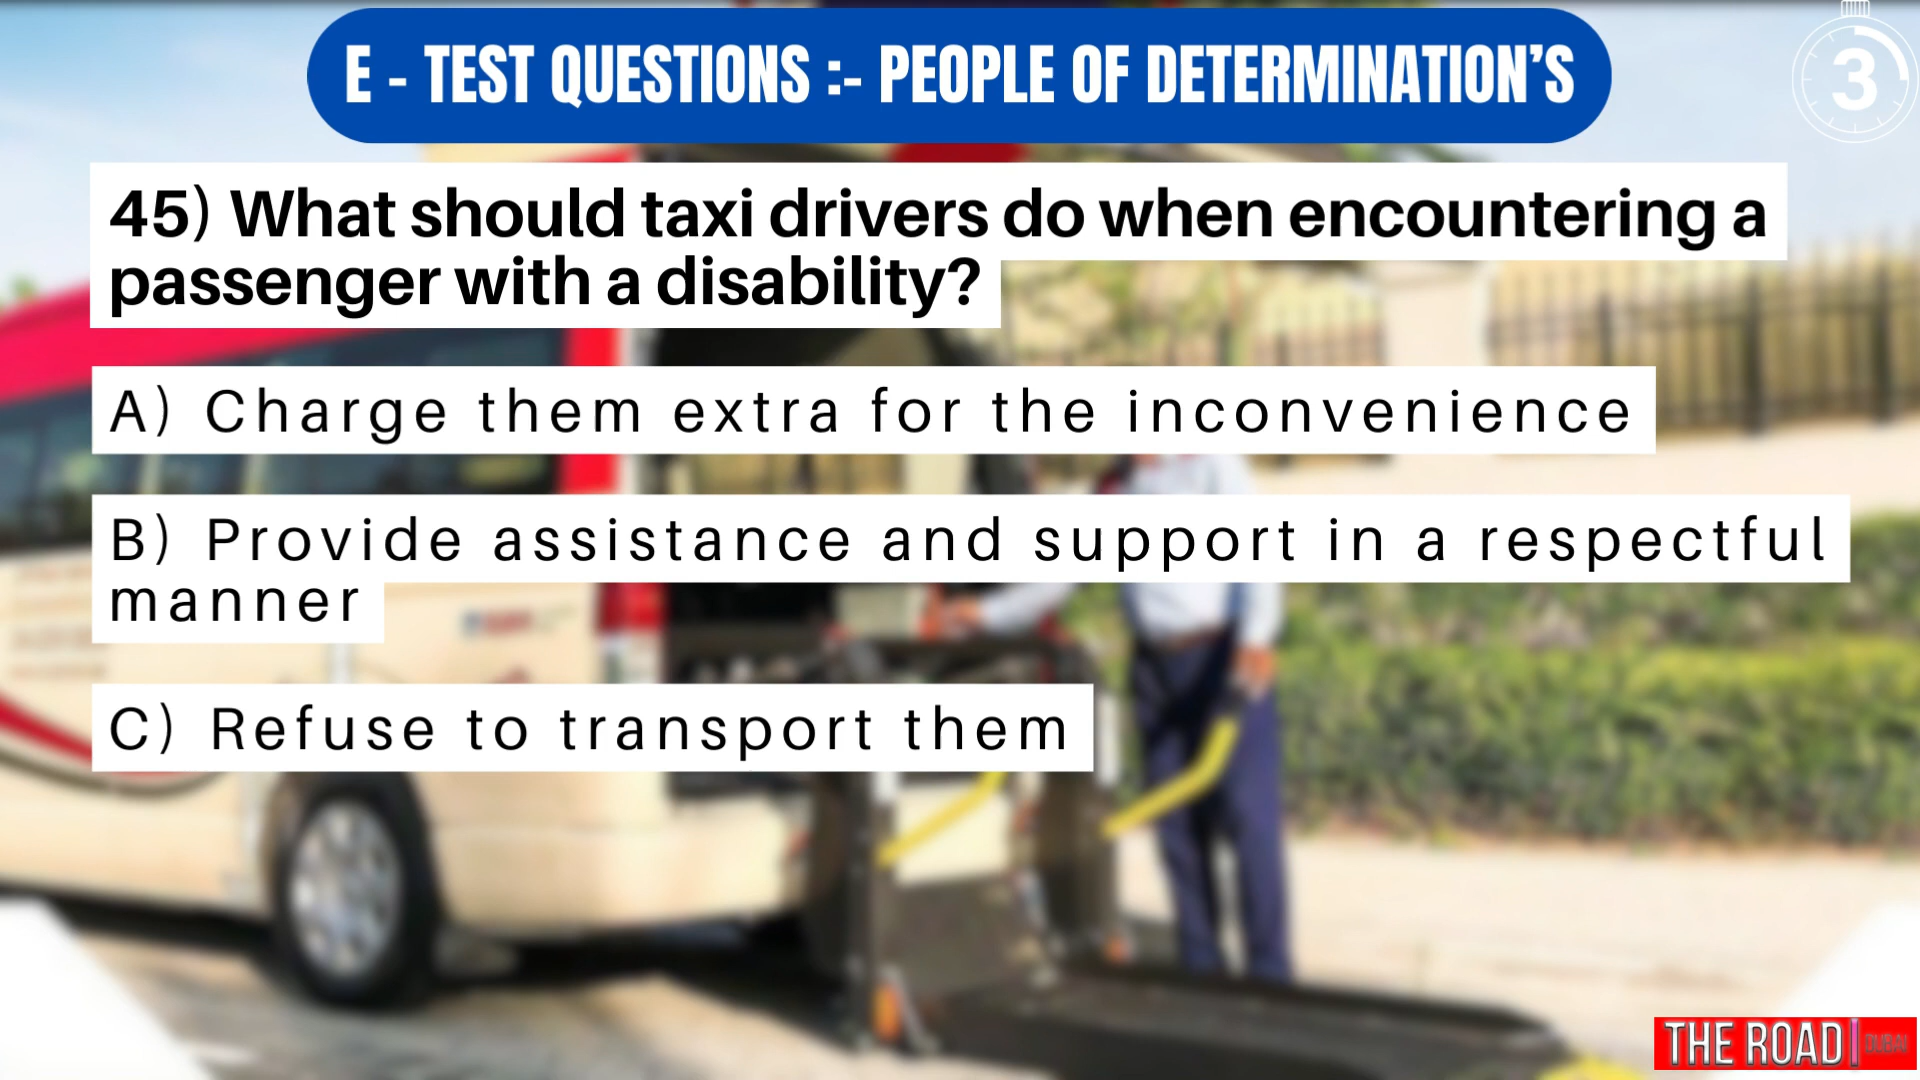 E - TEST QUESTIONS :- PEOPLE OF DETERMINATION’S
3
45) What should taxi drivers do when encountering a
passenger with a disability?
A) Charge them extra for the inconvenience
B) Provide assistance and support in a respectful
manner
C) Refuse to transport them
THE ROAD DUBAI